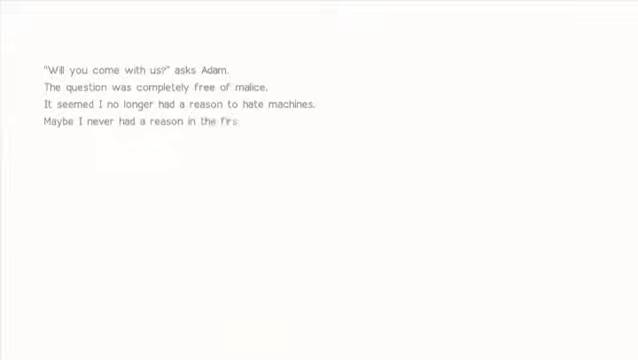 "Will you come with us?" asks Adam.
The question was completely free of malice.
It seemed I no longer had a reason to hate machines.
Maybe I never had a reason in the firs